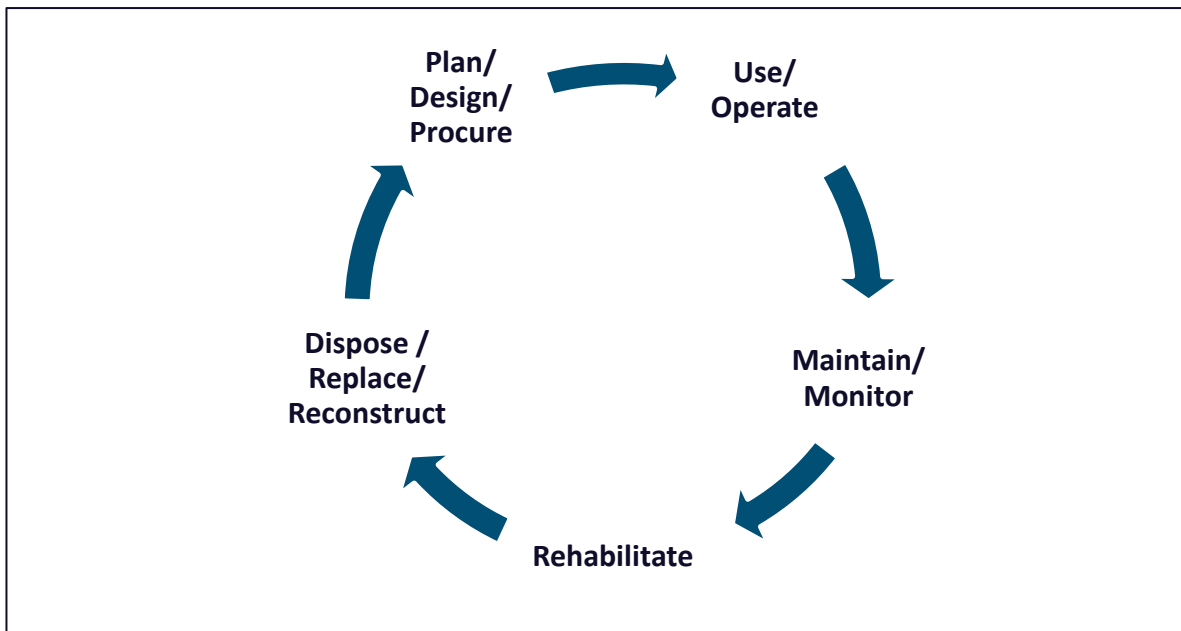 Plan/
Design/
Procure
Use/
Operate
Maintain/
Monitor
Rehabilitate
Dispose /
Replace/
Reconstruct